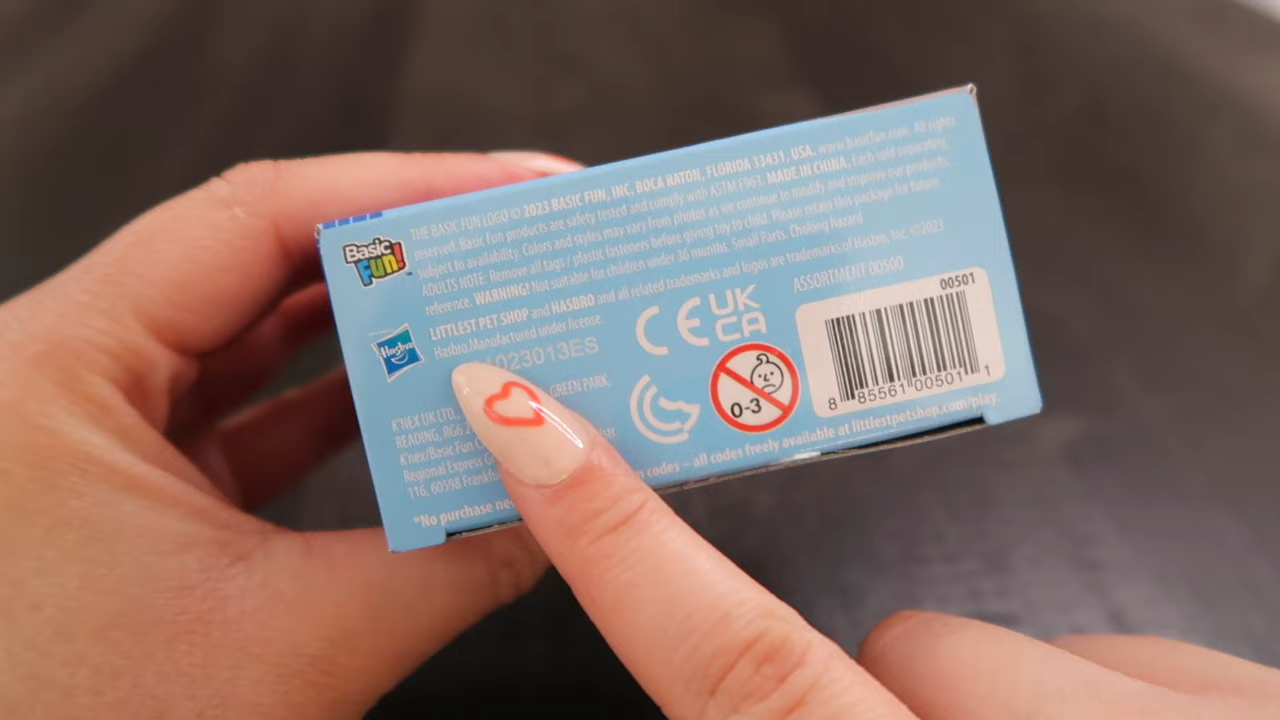 THE BASIC FUN LOGO © 2023 BASIC FUN, INC. BOCA RATON, FLORIDA 33431, USA. www.basicfun.com. All rights
reserved. Basic Fun products are safety tested and comply with ASTM F963. MADE IN CHINA. Each sold separately,
subject to availability. Colors and styles may vary from photos as we continue to modify and improve our products.
ADULTS NOTE: Remove all tags / plastic fasteners before giving toy to child. Please retain this package for future
reference. WARNING! Not suitable for children under 36 months. Small Parts. Choking hazard
Basic
Fun!
LITTLEST PET SHOP and HASBRO and all related trademarks and logos are trademarks of Hasbro, Inc. ©2023
Hasbro. Manufactured under license.
Hasbro
1023013ES
K'NEX UK LTD., GREEN PARK,
READING, RG6
K'nex/Basic Fun
Regional Express
116, 60598 Frankfu
*No purchase
codes – all codes freely available at littlestpetshop.com/play.
CE
UK
CA
0-3
ASSORTMENT 00500
00501
8 85561 00501 1